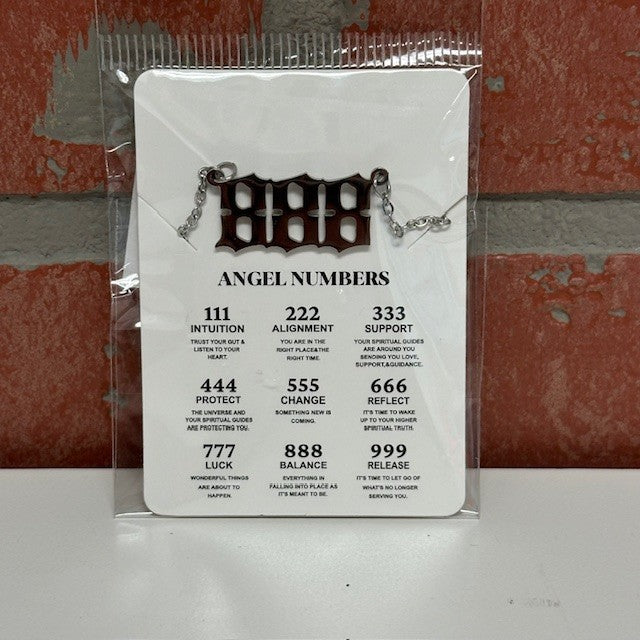 888
ANGEL NUMBERS
111 222 333
INTUITION ALIGNMENT SUPPORT
TRUST YOUR GUT & YOU ARE IN THE YOUR SPIRITUAL GUIDES
LISTEN TO YOUR RIGHT PLACE&THE ARE AROUND YOU
HEART. RIGHT TIME. SENDING YOU LOVE,
SUPPORT,&GUIDANCE.
444 555 666
PROTECT CHANGE REFLECT
THE UNIVERSE AND SOMETHING NEW IS IT'S TIME TO WAKE
YOUR SPIRITUAL GUIDES COMING. UP TO YOUR HIGHER
ARE PROTECTING YOU. SPIRITUAL TRUTH.
777 888 999
LUCK BALANCE RELEASE
WONDERFUL THINGS EVERYTHING IN IT'S TIME TO LET GO OF
ARE ABOUT TO FALLING INTO PLACE AS WHAT'S NO LONGER
HAPPEN. IT'S MEANT TO BE. SERVING YOU.